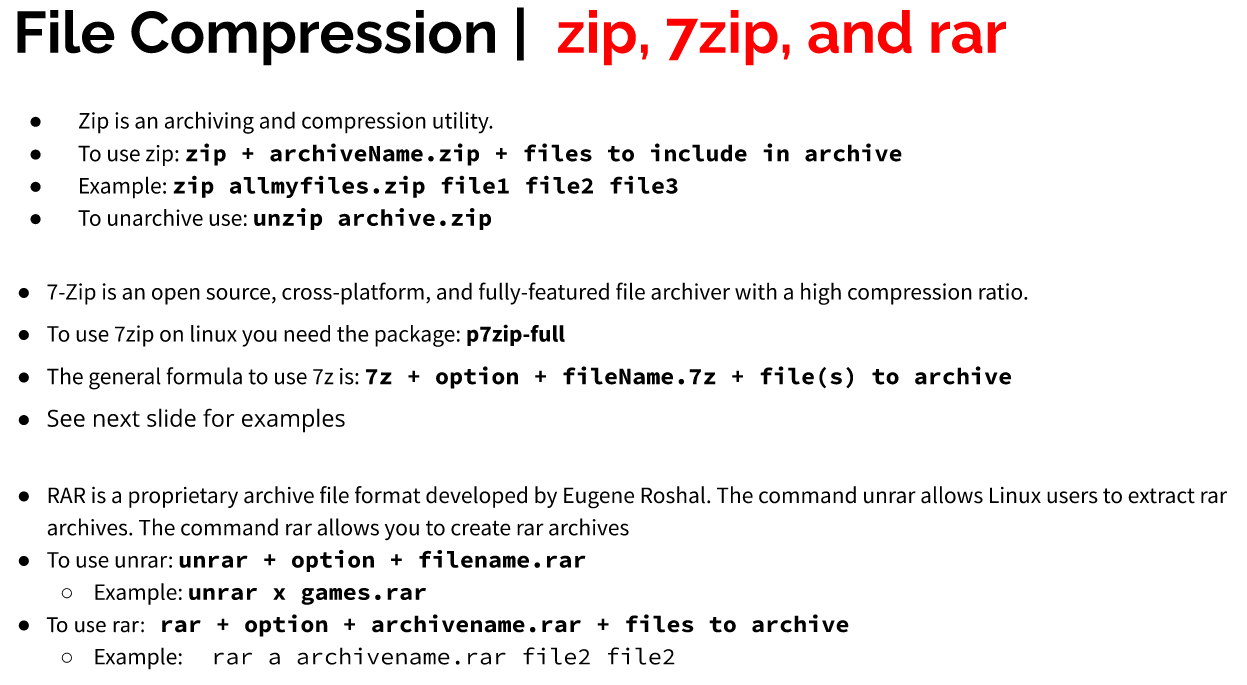 File Compression | zip, 7zip, and rar
● Zip is an archiving and compression utility.
● To use zip: zip + archiveName.zip + files to include in archive
● Example: zip allmyfiles.zip file1 file2 file3
● To unarchive use: unzip archive.zip
● 7-Zip is an open source, cross-platform, and fully-featured file archiver with a high compression ratio.
● To use 7zip on linux you need the package: p7zip-full
● The general formula to use 7z is: 7z + option + fileName.7z + file(s) to archive
● See next slide for examples
● RAR is a proprietary archive file format developed by Eugene Roshal. The command unrar allows Linux users to extract rar
archives. The command rar allows you to create rar archives
● To use unrar: unrar + option + filename.rar
○ Example: unrar x games.rar
● To use rar: rar + option + archivename.rar + files to archive
○ Example: rar a archivename.rar file2 file2